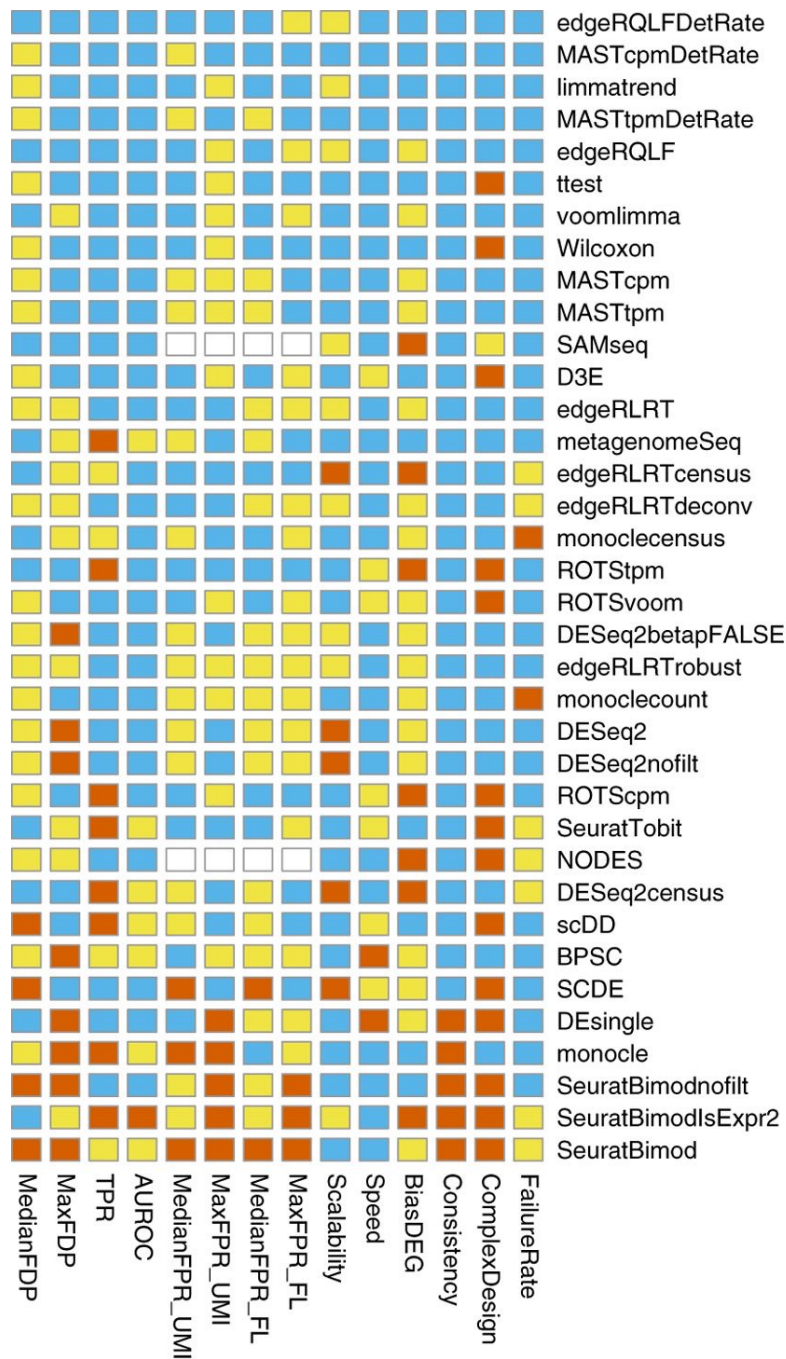 edgeRQLFDetRate
MASTcpmDetRate
limmatrend
MASTtpmDetRate
edgeRQLF
ttest
voomlimma
Wilcoxon
MASTcpm
MASTtpm
SAMseq
D3E
edgeRLRT
metagenomeSeq
edgeRLRTcensus
edgeRLRTdeconv
monoclecensus
ROTStpm
ROTSvoom
DESeq2betapFALSE
edgeRLRTrobust
monoclecount
DESeq2
DESeq2nofilt
ROTScpm
SeuratTobit
NODES
DESeq2census
scDD
BPSC
SCDE
DEsingle
monocle
SeuratBimodnofilt
SeuratBimodIsExpr2
SeuratBimod
MedianFDP
MaxFDP
TPR
AUROC
MedianFPR_UMI
MaxFPR_UMI
MedianFPR_FL
MaxFPR_FL
Scalability
Speed
BiasDEG
Consistency
ComplexDesign
FailureRate